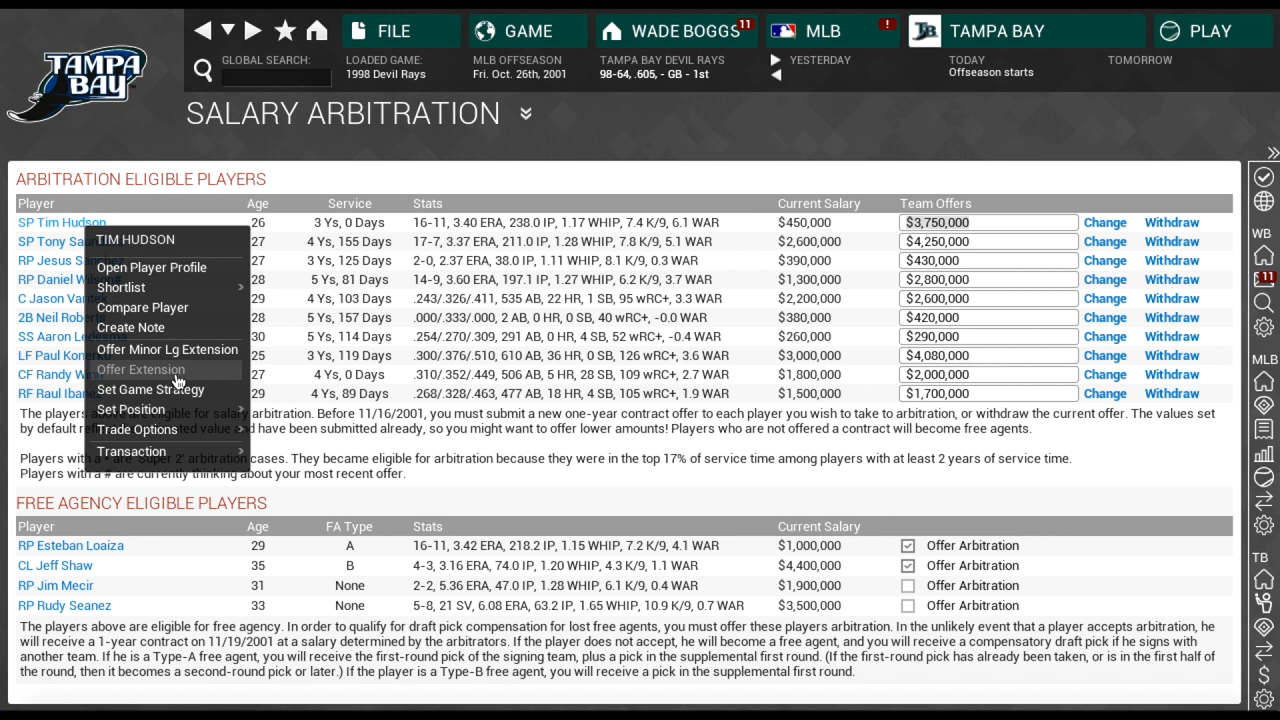 TAMPA BAY
FILE
GAME
WADE BOGGS 11
MLB !
TAMPA BAY
PLAY
GLOBAL SEARCH:
LOADED GAME:
1998 Devil Rays
MLB OFFSEASON
Fri. Oct. 26th, 2001
TAMPA BAY DEVIL RAYS
98-64, .605, - GB - 1st
YESTERDAY
TODAY
Offseason starts
TOMORROW
SALARY ARBITRATION
ARBITRATION ELIGIBLE PLAYERS
Player Age Service Stats Current Salary Team Offers
SP Tim Hudson 26 3 Ys, 0 Days 16-11, 3.40 ERA, 238.0 IP, 1.17 WHIP, 7.4 K/9, 6.1 WAR $450,000 $3,750,000 Change Withdraw
SP Tony 27 4 Ys, 155 Days 17-7, 3.37 ERA, 211.0 IP, 1.28 WHIP, 7.8 K/9, 5.1 WAR $2,600,000 $4,250,000 Change Withdraw
RP Jesus 27 3 Ys, 125 Days 2-0, 2.37 ERA, 38.0 IP, 1.11 WHIP, 8.1 K/9, 0.3 WAR $390,000 $430,000 Change Withdraw
RP Daniel 28 5 Ys, 81 Days 14-9, 3.60 ERA, 197.1 IP, 1.27 WHIP, 6.2 K/9, 3.7 WAR $1,300,000 $2,800,000 Change Withdraw
C Jason 29 4 Ys, 103 Days .243/.326/.411, 535 AB, 22 HR, 1 SB, 95 wRC+, 3.3 WAR $2,200,000 $2,600,000 Change Withdraw
2B Neil 28 5 Ys, 157 Days .000/.333/.000, 2 AB, 0 HR, 0 SB, 40 wRC+, -0.0 WAR $380,000 $420,000 Change Withdraw
SS Aaron 30 5 Ys, 114 Days .254/.270/.309, 291 AB, 0 HR, 0 SB, 52 wRC+, -0.4 WAR $260,000 $290,000 Change Withdraw
LF Paul 25 3 Ys, 119 Days .300/.376/.510, 610 AB, 36 HR, 0 SB, 126 wRC+, 3.6 WAR $3,000,000 $4,080,000 Change Withdraw
CF Randy 27 4 Ys, 0 Days .310/.352/.449, 506 AB, 5 HR, 28 SB, 109 wRC+, 2.7 WAR $1,800,000 $2,000,000 Change Withdraw
RF Raul 29 4 Ys, 89 Days .268/.328/.463, 477 AB, 18 HR, 4 SB, 105 wRC+, 1.9 WAR $1,500,000 $1,700,000 Change Withdraw
TIM HUDSON
Open Player Profile
Shortlist
Compare Player
Create Note
Offer Minor Lg Extension
Offer Extension
Set Game Strategy
Set Position
Trade Options
Transaction
The players above are eligible for salary arbitration. Before 11/16/2001, you must submit a new one-year contract offer to each player you wish to take to arbitration, or withdraw the current offer. The values set
by default value and have been submitted already, so you might want to offer lower amounts! Players who are not offered a contract will become free agents.
Players with a * are 'Super 2' arbitration cases. They became eligible for arbitration because they were in the top 17% of service time among players with at least 2 years of service time.
Players with a # are currently thinking about your most recent offer.
FREE AGENCY ELIGIBLE PLAYERS
Player Age FA Type Stats Current Salary
RP Esteban Loaiza 29 A 16-11, 3.42 ERA, 218.2 IP, 1.15 WHIP, 7.2 K/9, 4.1 WAR $1,000,000 Offer Arbitration
CL Jeff Shaw 35 B 4-3, 3.16 ERA, 74.0 IP, 1.20 WHIP, 4.3 K/9, 1.1 WAR $4,400,000 Offer Arbitration
RP Jim Mecir 31 None 2-2, 5.36 ERA, 47.0 IP, 1.28 WHIP, 6.1 K/9, 0.4 WAR $1,900,000 Offer Arbitration
RP Rudy Seanez 33 None 5-8, 21 SV, 6.08 ERA, 63.2 IP, 1.65 WHIP, 10.9 K/9, 0.7 WAR $3,500,000 Offer Arbitration
The players above are eligible for free agency. In order to qualify for draft pick compensation for lost free agents, you must offer these players arbitration. In the unlikely event that a player accepts arbitration, he
will receive a 1-year contract on 11/19/2001 at a salary determined by the arbitrators. If the player does not accept, he will become a free agent, and you will receive a compensatory draft pick if he signs with
another team. If he is a Type-A free agent, you will receive the first-round pick of the signing team, plus a pick in the supplemental first round. (If the first-round pick has already been taken, or is in the first half of
the round, then it becomes a second-round pick or later.) If the player is a Type-B free agent, you will receive a pick in the supplemental first round.
WB
11
MLB
TB